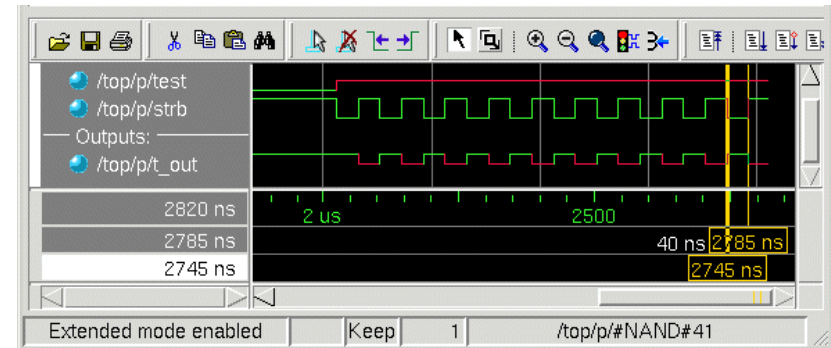 /top/p/test
/top/p/strb
Outputs:
/top/p/t_out
2820 ns
2 us 2500
2785 ns
40 ns 2785 ns
2745 ns
2745 ns
Extended mode enabled Keep 1 /top/p/#NAND#41